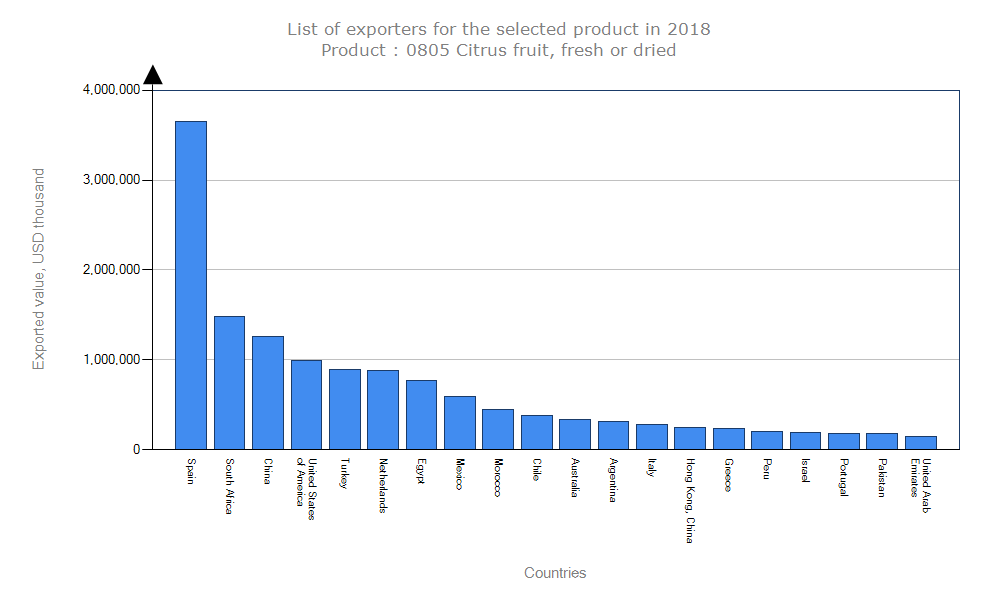 List of exporters for the selected product in 2018
Product : 0805 Citrus fruit, fresh or dried
Exported value, USD thousand
4,000,000
3,000,000
2,000,000
1,000,000
0
Spain
South Africa
China
United States
of America
Turkey
Netherlands
Egypt
Mexico
Morocco
Chile
Australia
Argentina
Italy
Hong Kong, China
Greece
Peru
Israel
Portugal
Pakistan
United Arab
Emirates
Countries